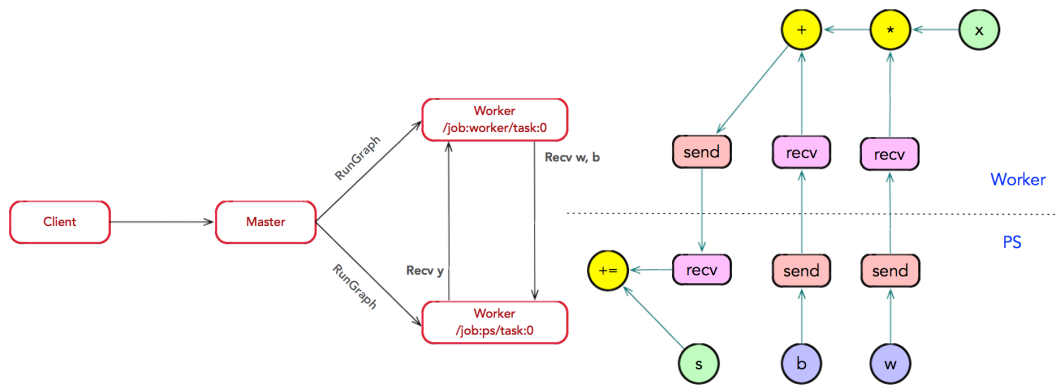 Client
Master
RunGraph
RunGraph
Worker
/job:worker/task:0
Recv w, b
Recv y
Worker
/job:ps/task:0
+
*
x
send
recv
recv
Worker
PS
+=
recv
send
send
s
b
w